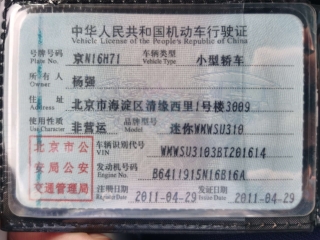 中华人民共和国机动车行驶证
Vehicle License of the People's Republic of China
号牌号码 京N16H71 车辆类型 小型轿车
Plate No. Vehicle Type
所有人 杨强
Owner
住址 北京市海淀区清缘西里1号楼3009
Address
使用性质 非营运 品牌型号 迷你WMWSU310
Use Character Model
北京市公
安局公安
交通管理局
车辆识别代号 WMWSU3103BT201614
VIN
发动机号码 B6411915N16B16A
Engine No.
注册日期 2011-04-29 发证日期 2011-04-29
Register Date Issue Date